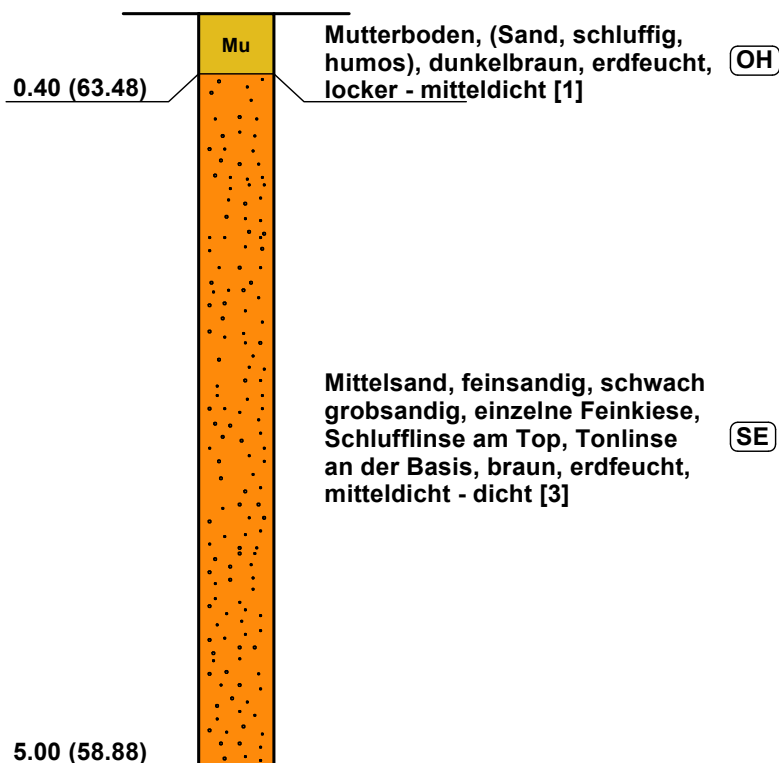 Mu
Mutterboden, (Sand, schluffig,
humos), dunkelbraun, erdfeucht,
locker - mitteldicht [1]
OH
0.40 (63.48)
Mittelsand, feinsandig, schwach
grobsandig, einzelne Feinkiese,
Schlufflinse am Top, Tonlinse
an der Basis, braun, erdfeucht,
mitteldicht - dicht [3]
SE
5.00 (58.88)